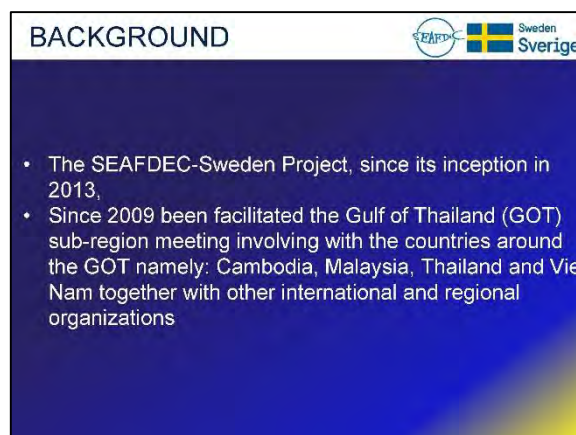 BACKGROUND
SEAFDEC
Sweden
Sverige
• The SEAFDEC-Sweden Project, since its inception in
2013,
• Since 2009 been facilitated the Gulf of Thailand (GOT)
sub-region meeting involving with the countries around
the GOT namely: Cambodia, Malaysia, Thailand and Vie
Nam together with other international and regional
organizations